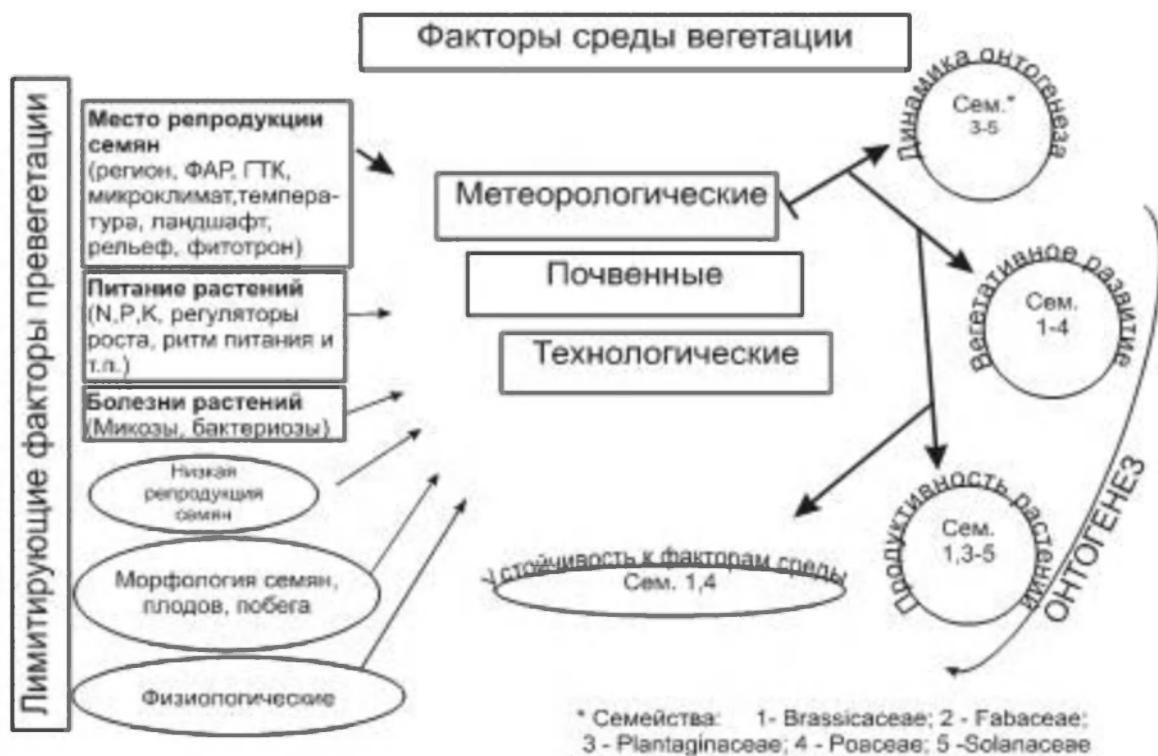 Факторы среды вегетации
Лимитирующие факторы превегетации
Место репродукции
семян
(регион, ФАР, ГТК,
микроклимат,темпера-
тура, ландшафт,
рельеф, фитотрон)
Питание растений
(N,P,K, регуляторы
роста, ритм питания и
т.п.)
Болезни растений
(Микозы, бактериозы)
Низкая
репродукция
семян
Морфология семян,
плодов, побега
Физиологические
Метеорологические
Почвенные
Технологические
Динамика онтогенеза
Сем.*
3-5
Вегетативное развитие
Сем.
1-4
Продуктивность растений
Сем.
1,3-5
Устойчивость к факторам среды
Сем. 1,4
ОНТОГЕНЕЗ
* Семейства: 1- Brassicaceae; 2 - Fabaceae;
3 - Plantaginaceae; 4 - Poaceae; 5 -Solanaceae